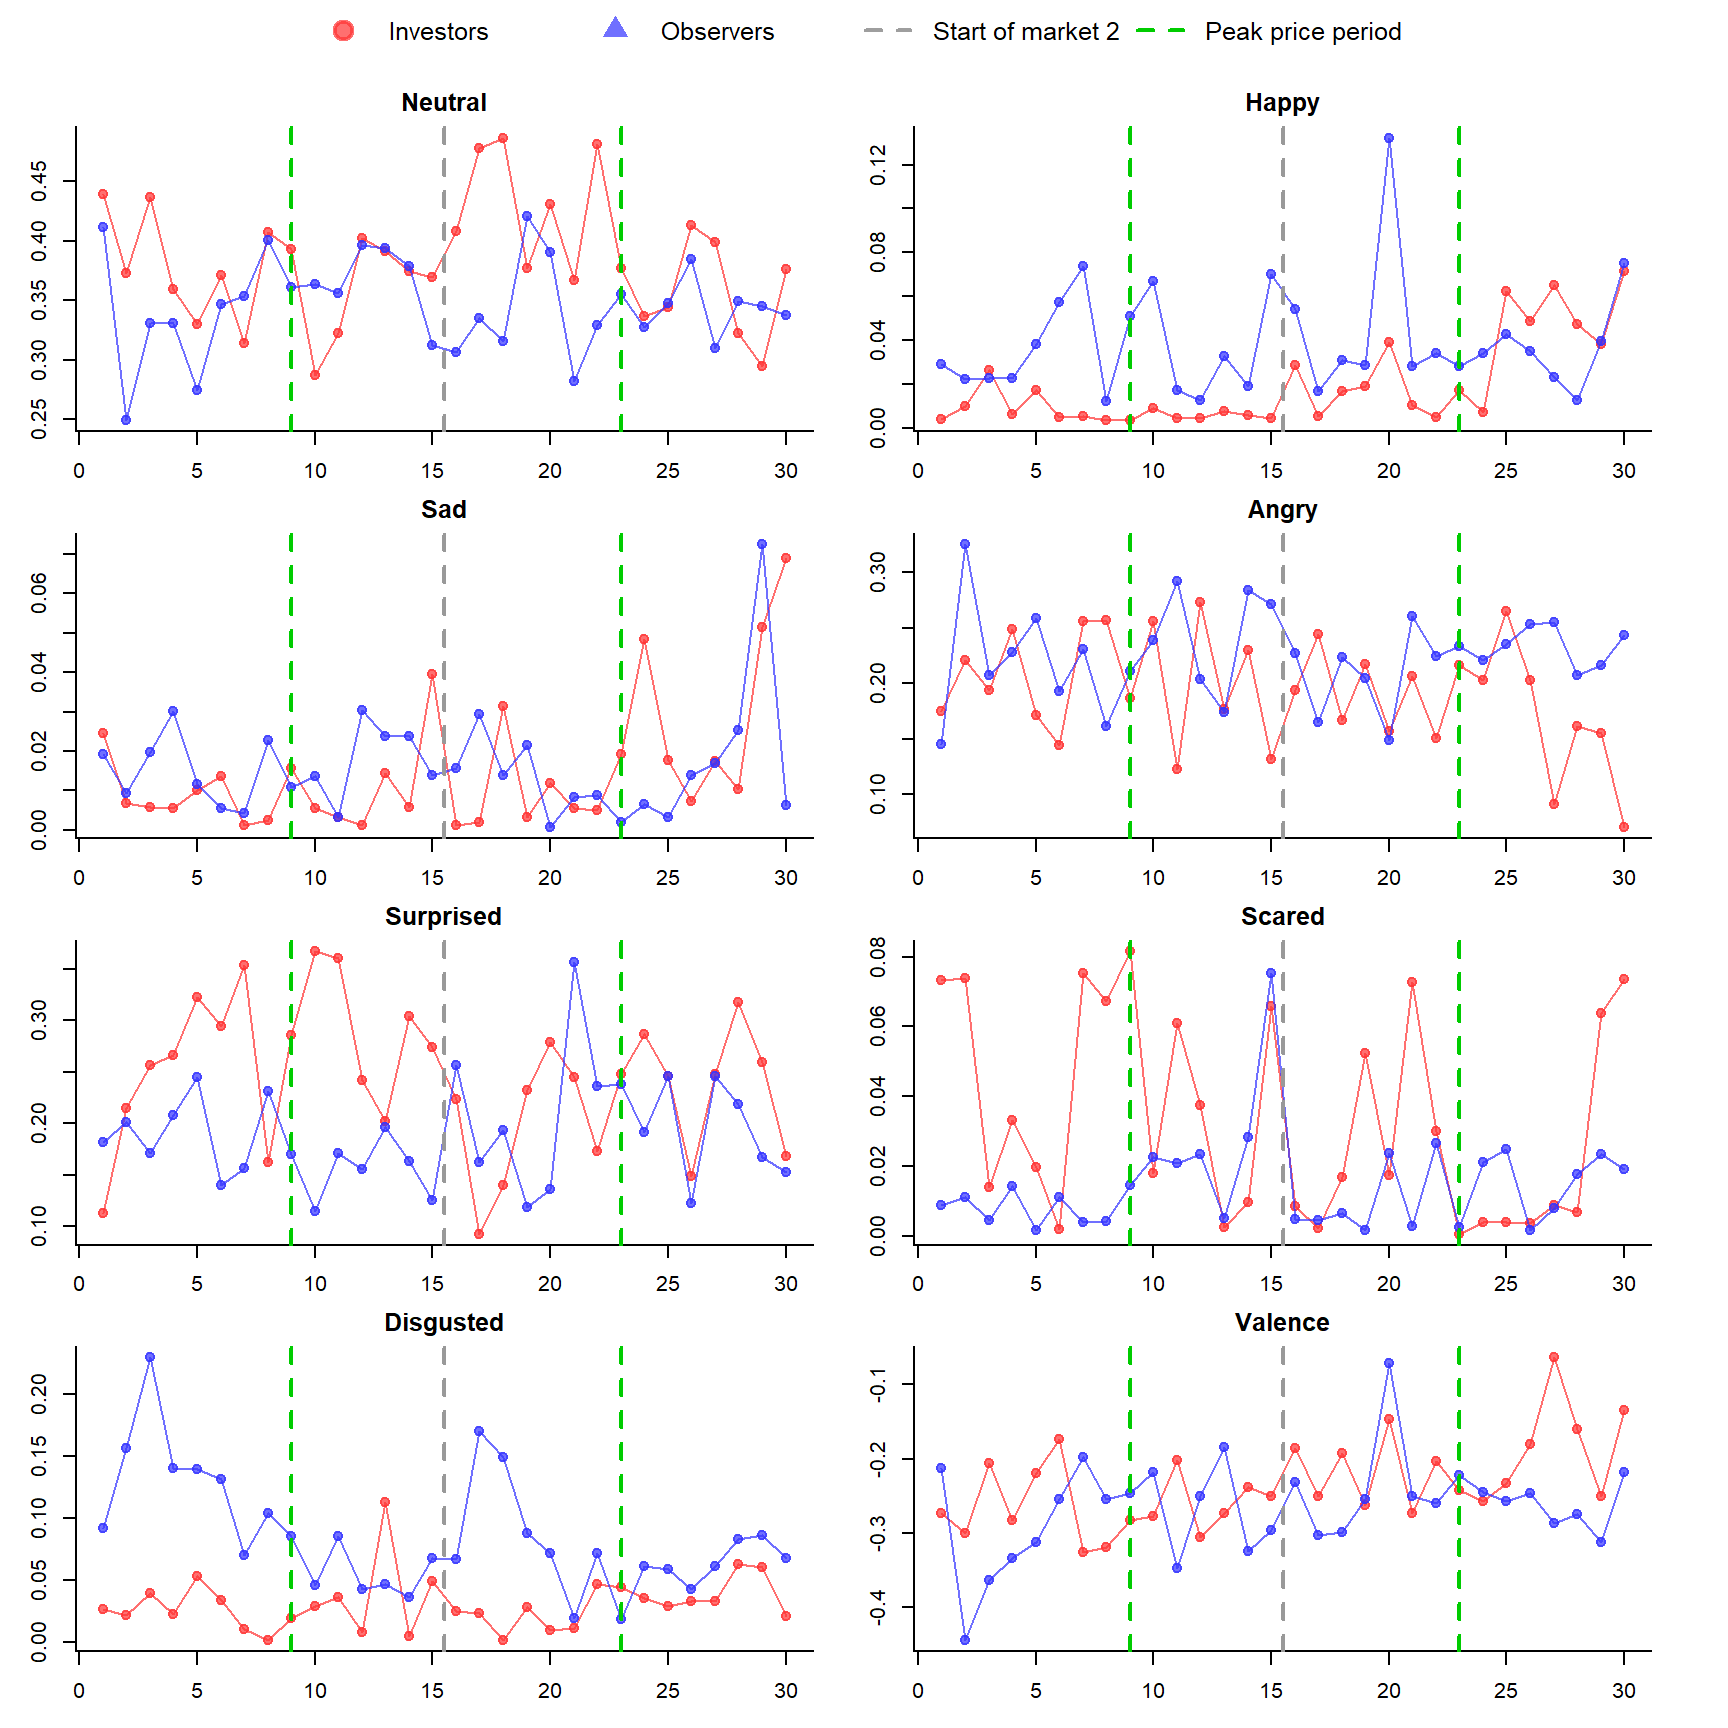 Investors Observers Start of market 2 Peak price period
Neutral
0.25 0.30 0.35 0.40 0.45
0 5 10 15 20 25 30
Happy
0.00 0.04 0.08 0.12
0 5 10 15 20 25 30
Sad
0.00 0.02 0.04 0.06
0 5 10 15 20 25 30
Angry
0.10 0.20 0.30
0 5 10 15 20 25 30
Surprised
0.10 0.20 0.30
0 5 10 15 20 25 30
Scared
0.00 0.02 0.04 0.06 0.08
0 5 10 15 20 25 30
Disgusted
0.00 0.05 0.10 0.15 0.20
0 5 10 15 20 25 30
Valence
-0.4 -0.3 -0.2 -0.1
0 5 10 15 20 25 30